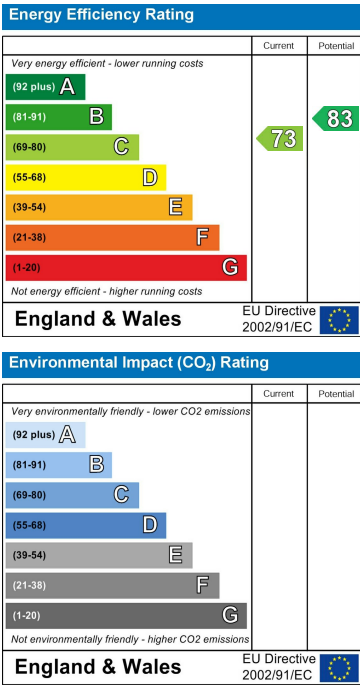 Energy Efficiency Rating
Current Potential
Very energy efficient - lower running costs
(92 plus) A
(81-91) B
(69-80) C
(55-68) D
(39-54) E
(21-38) F
(1-20) G
73
83
Not energy efficient - higher running costs
England & Wales
EU Directive
2002/91/EC
Environmental Impact (CO₂) Rating
Current Potential
Very environmentally friendly - lower CO2 emissions
(92 plus) A
(81-91) B
(69-80) C
(55-68) D
(39-54) E
(21-38) F
(1-20) G
Not environmentally friendly - higher CO2 emissions
England & Wales
EU Directive
2002/91/EC